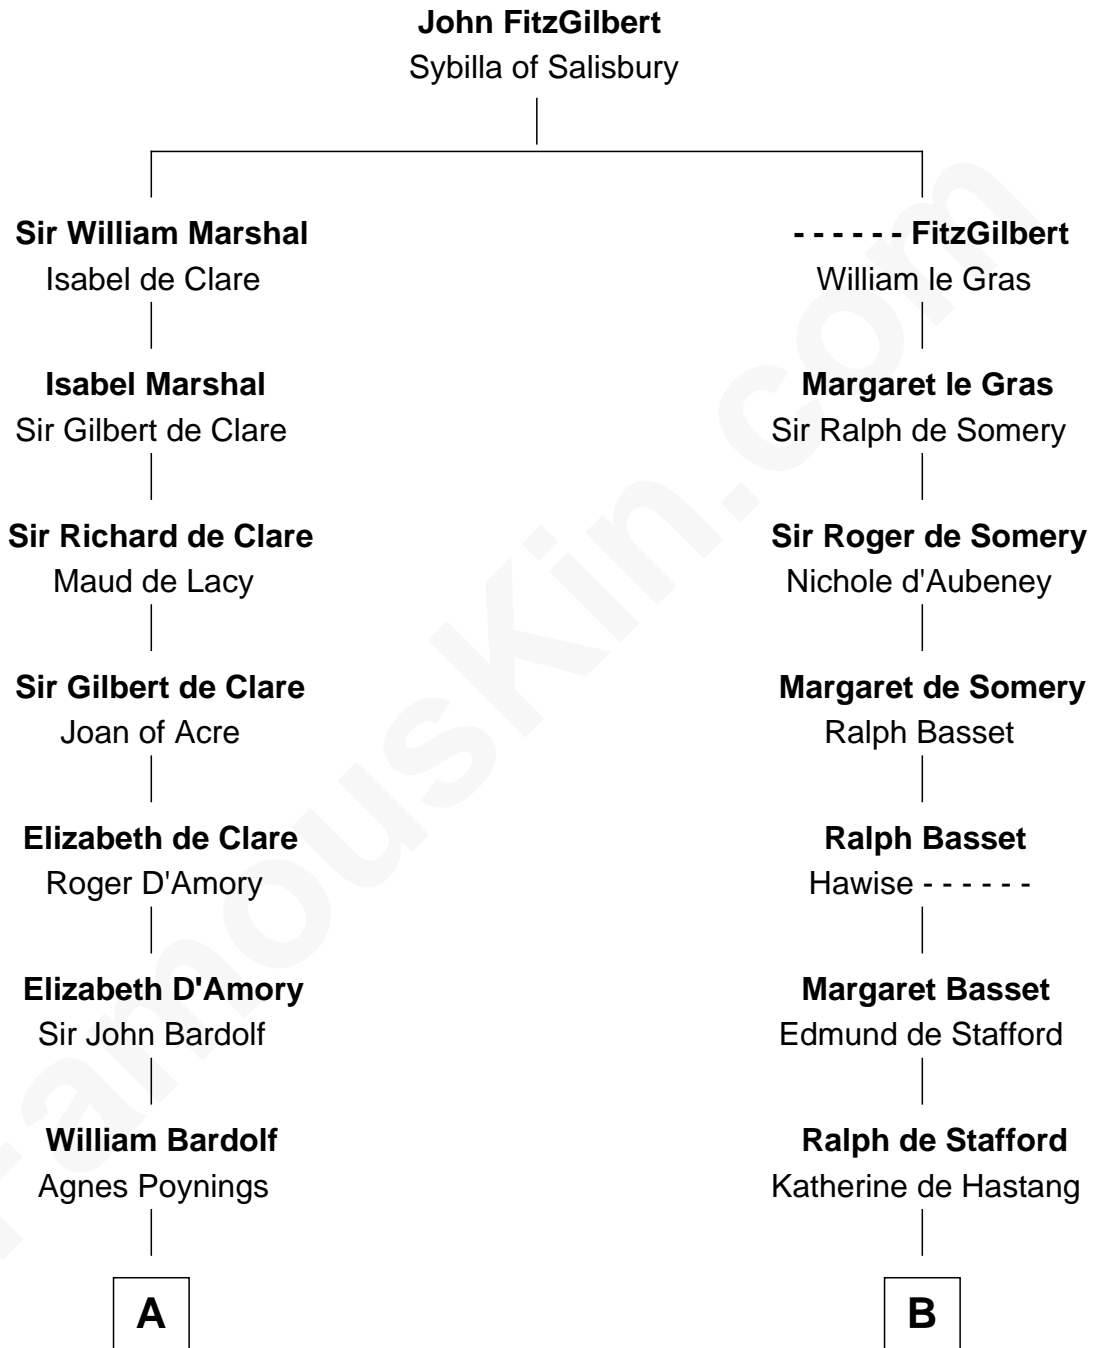 John FitzGilbert
Sybilla of Salisbury
Sir William Marshal
Isabel de Clare
- - - - - - FitzGilbert
William le Gras
Isabel Marshal
Sir Gilbert de Clare
Margaret le Gras
Sir Ralph de Somery
Sir Richard de Clare
Maud de Lacy
Sir Roger de Somery
Nichole d'Aubeney
Sir Gilbert de Clare
Joan of Acre
Margaret de Somery
Ralph Basset
Elizabeth de Clare
Roger D'Amory
Ralph Basset
Hawise - - - - - -
Elizabeth D'Amory
Sir John Bardolf
Margaret Basset
Edmund de Stafford
William Bardolf
Agnes Poynings
Ralph de Stafford
Katherine de Hastang
A
B
FamousKin.com